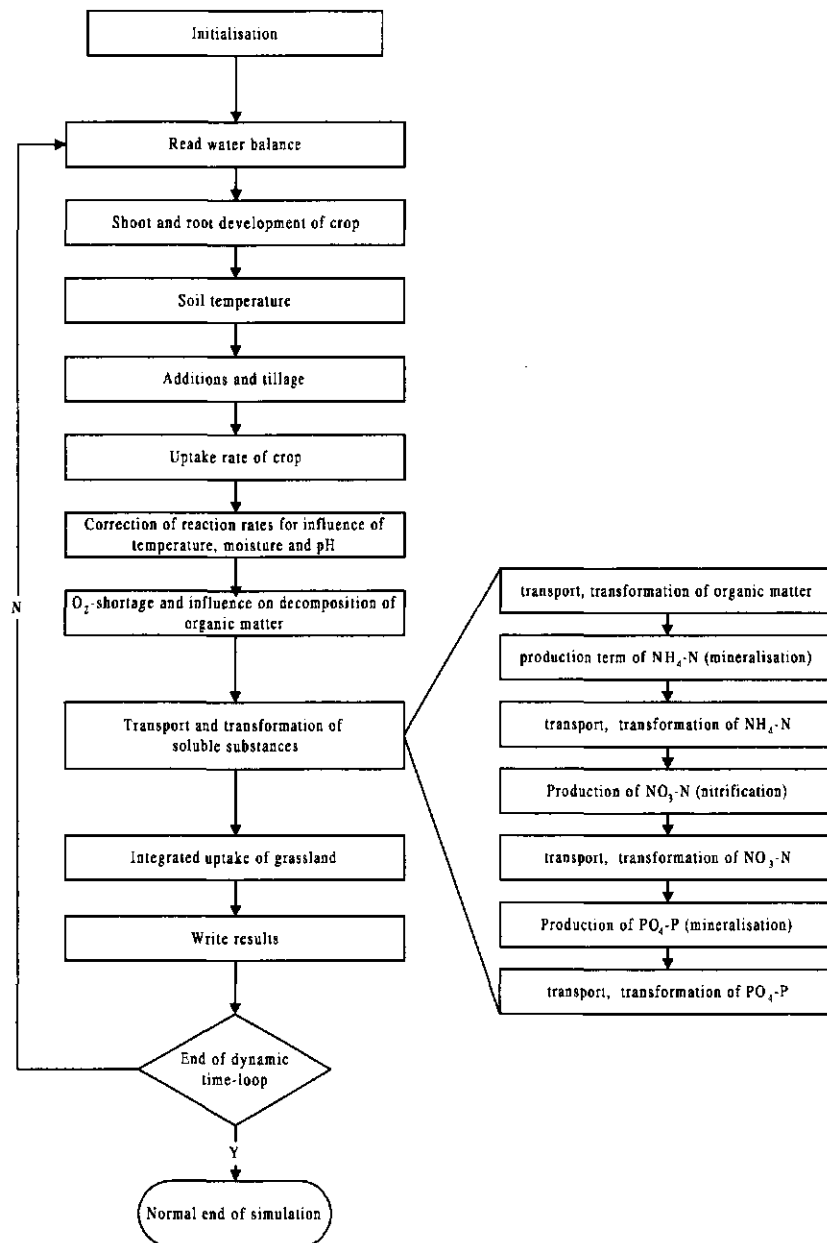 Initialisation
Read water balance
Shoot and root development of crop
Soil temperature
Additions and tillage
Uptake rate of crop
Correction of reaction rates for influence of
temperature, moisture and pH
O₂-shortage and influence on decomposition of
organic matter
Transport and transformation of
soluble substances
Integrated uptake of grassland
Write results
End of dynamic
time-loop
N
Y
Normal end of simulation
transport, transformation of organic matter
production term of NH₄-N (mineralisation)
transport, transformation of NH₄-N
Production of NO₃-N (nitrification)
transport, transformation of NO₃-N
Production of PO₄-P (mineralisation)
transport, transformation of PO₄-P